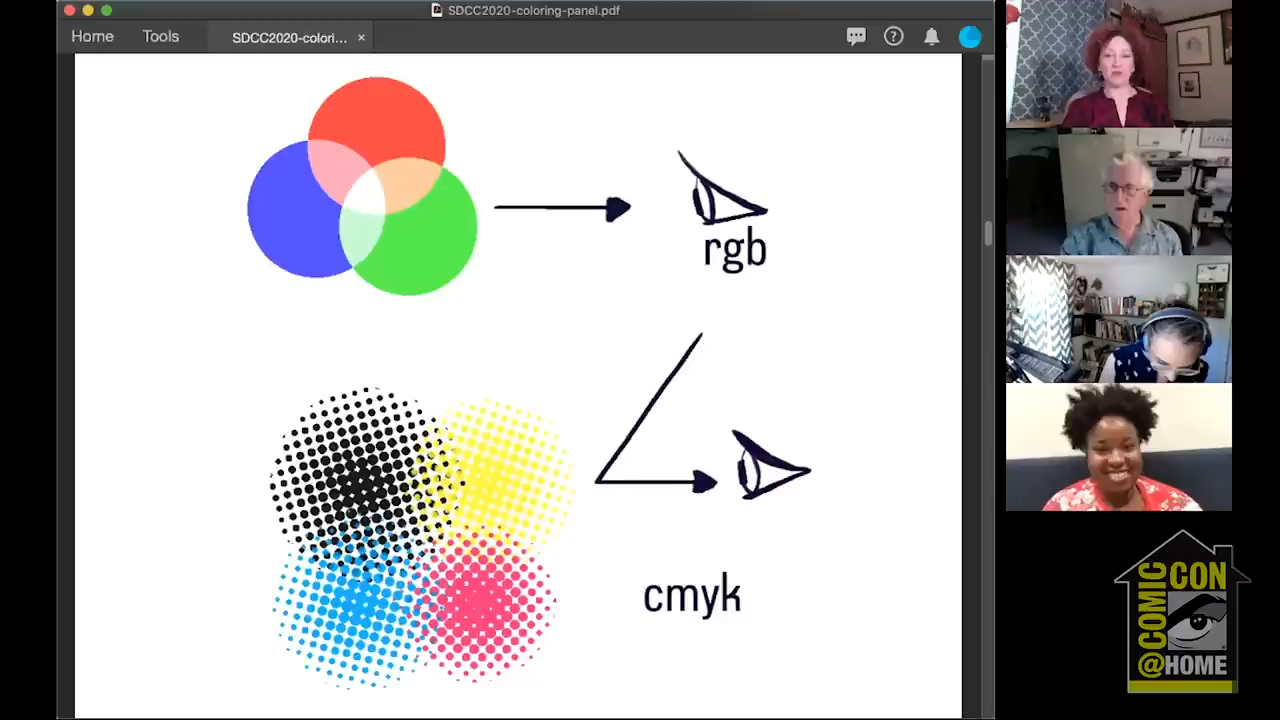 SDCC2020-coloring-panel.pdf
Home
Tools
SDCC2020-colori...
rgb
cmyk
@COMIC
CON
HOME